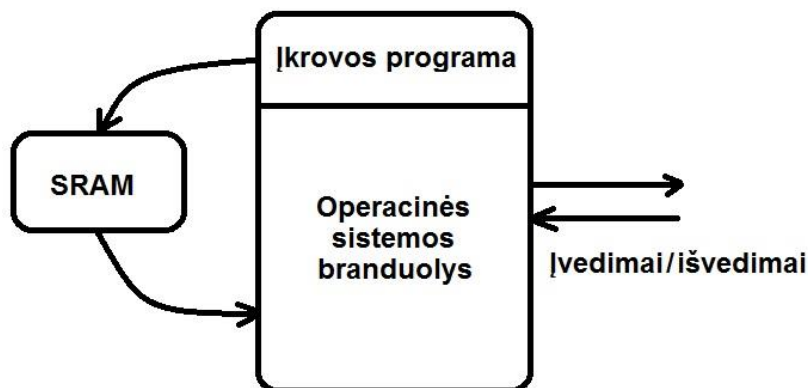 Įkrovos programa
SRAM
Operacinės
sistemos
branduolys
Įvedimai/išvedimai